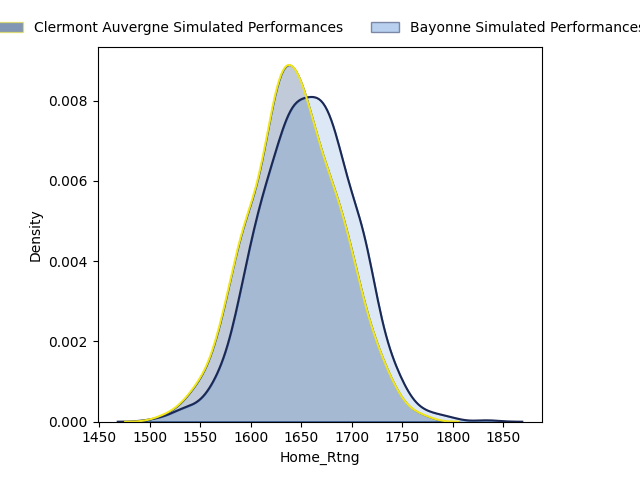 Clermont Auvergne Simulated Performances
Bayonne Simulated Performances
0.008
0.006
0.004
0.002
0.000
Density
1450 1500 1550 1600 1650 1700 1750 1800 1850
Home_Rtng